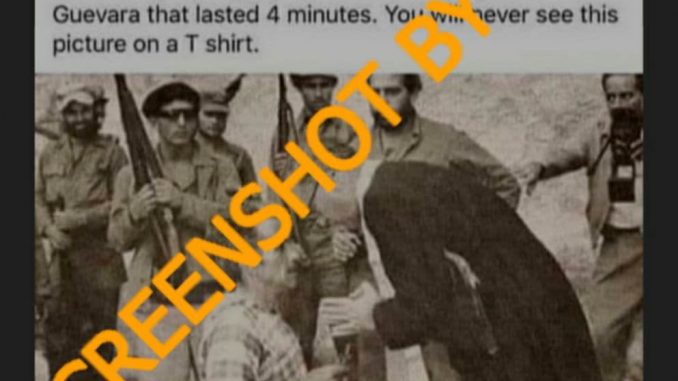 Guevara that lasted 4 minutes. You will never see this
picture on a T shirt.
SCREENSHOT BY